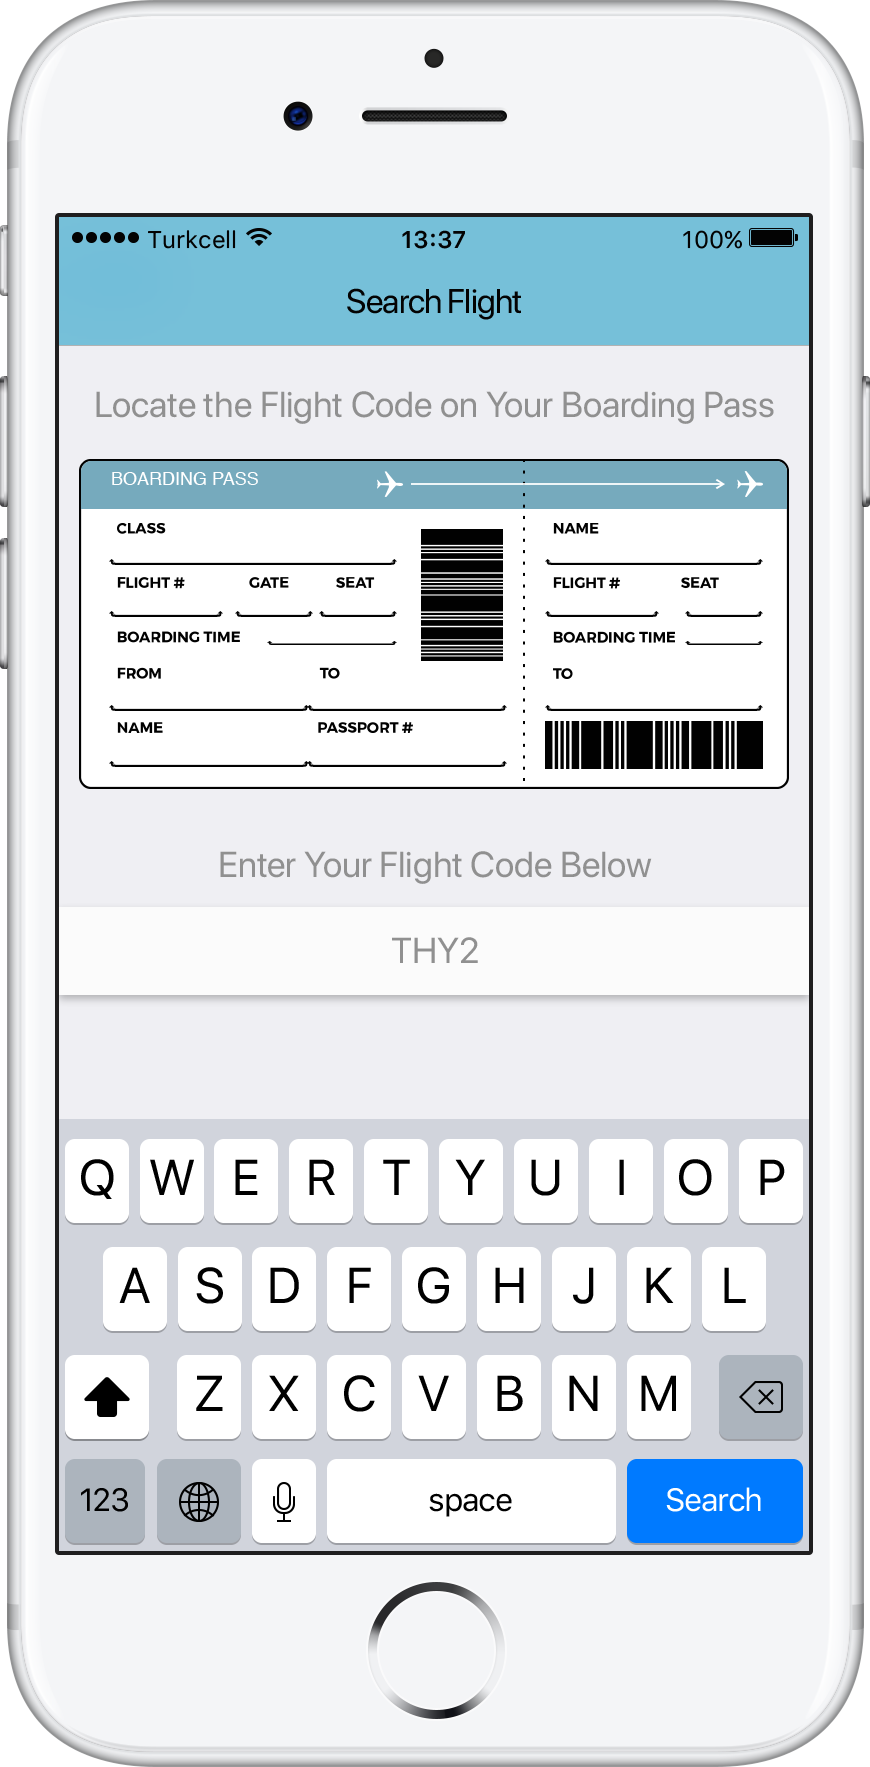 Turkcell 13:37 100%
Search Flight
Locate the Flight Code on Your Boarding Pass
BOARDING PASS
CLASS
FLIGHT # GATE SEAT
BOARDING TIME
FROM TO
NAME PASSPORT #
NAME
FLIGHT # SEAT
BOARDING TIME
TO
Enter Your Flight Code Below
THY2
Q W E R T Y U I O P
A S D F G H J K L
Z X C V B N M
123 space Search